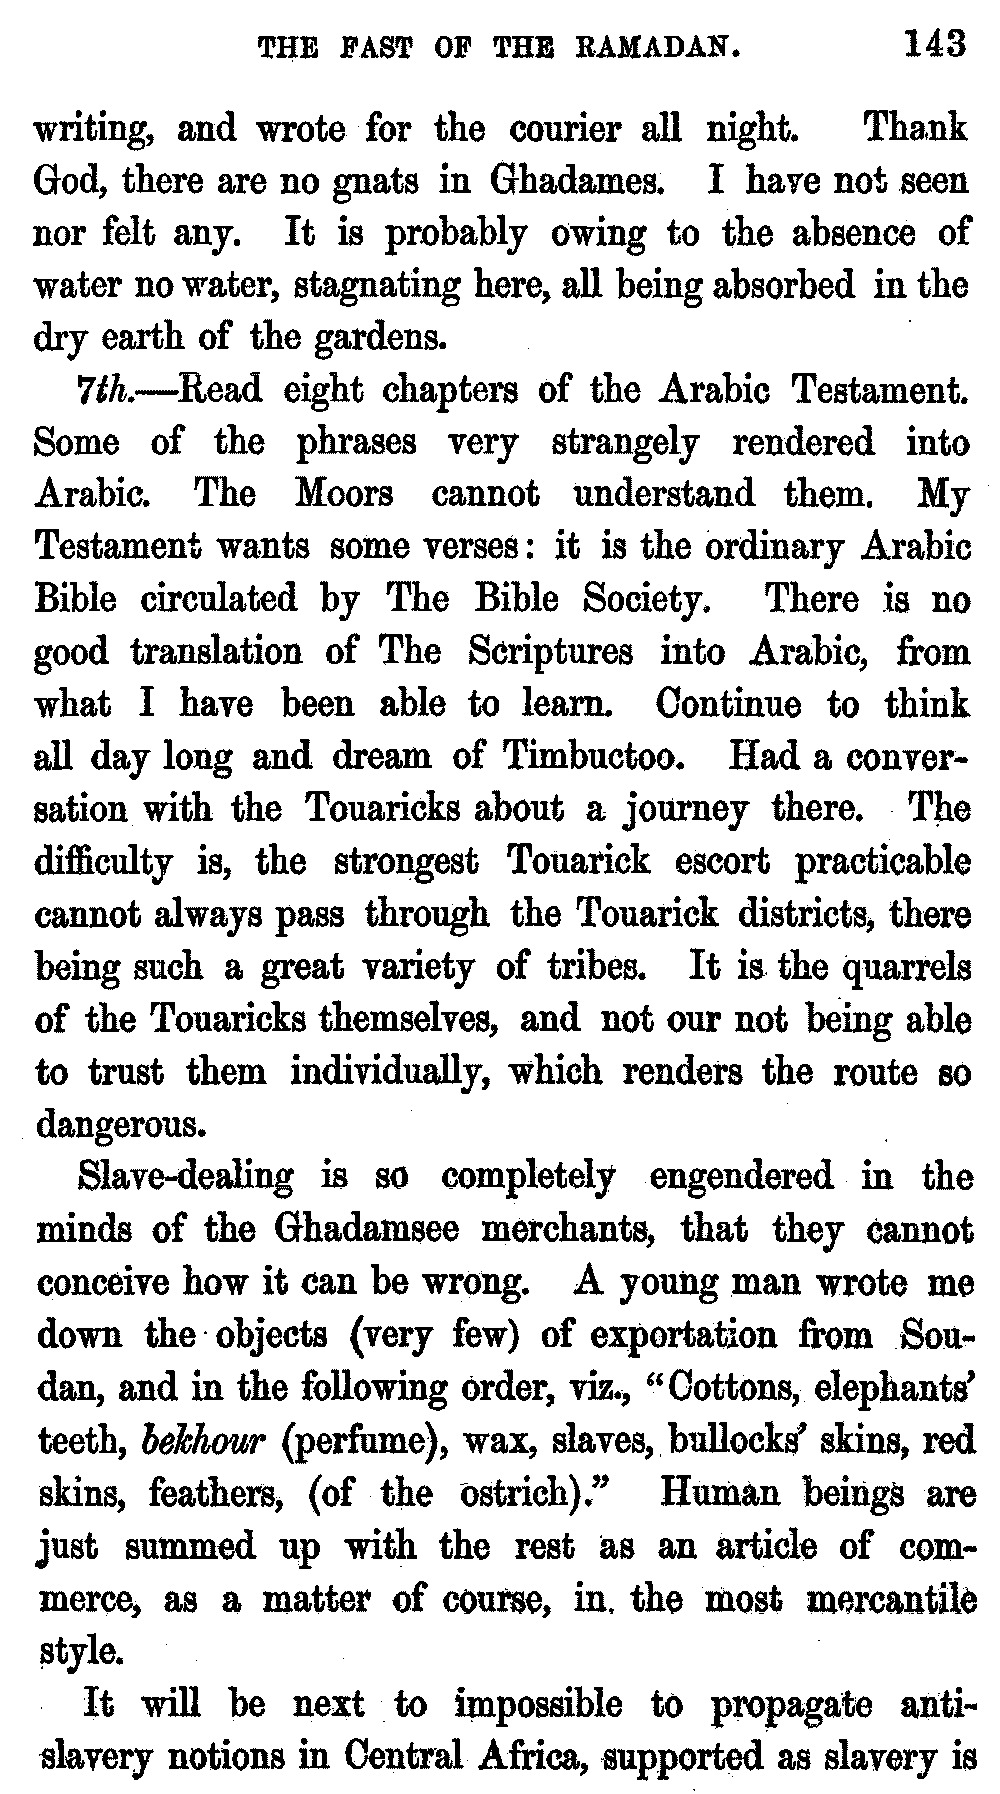 THE FAST OF THE RAMADAN. 143
writing, and wrote for the courier all night. Thank
God, there are no gnats in Ghadames. I have not seen
nor felt any. It is probably owing to the absence of
water no water, stagnating here, all being absorbed in the
dry earth of the gardens.
7th.—Read eight chapters of the Arabic Testament.
Some of the phrases very strangely rendered into
Arabic. The Moors cannot understand them. My
Testament wants some verses: it is the ordinary Arabic
Bible circulated by The Bible Society. There is no
good translation of The Scriptures into Arabic, from
what I have been able to learn. Continue to think
all day long and dream of Timbuctoo. Had a conver-
sation with the Touaricks about a journey there. The
difficulty is, the strongest Touarick escort practicable
cannot always pass through the Touarick districts, there
being such a great variety of tribes. It is the quarrels
of the Touaricks themselves, and not our not being able
to trust them individually, which renders the route so
dangerous.
Slave-dealing is so completely engendered in the
minds of the Ghadamsee merchants, that they cannot
conceive how it can be wrong. A young man wrote me
down the objects (very few) of exportation from Sou-
dan, and in the following order, viz., "Cottons, elephants'
teeth, bekhour (perfume), wax, slaves, bullocks' skins, red
skins, feathers, (of the ostrich)." Human beings are
just summed up with the rest as an article of com-
merce, as a matter of course, in the most mercantile
style.
It will be next to impossible to propagate anti-
slavery notions in Central Africa, supported as slavery is